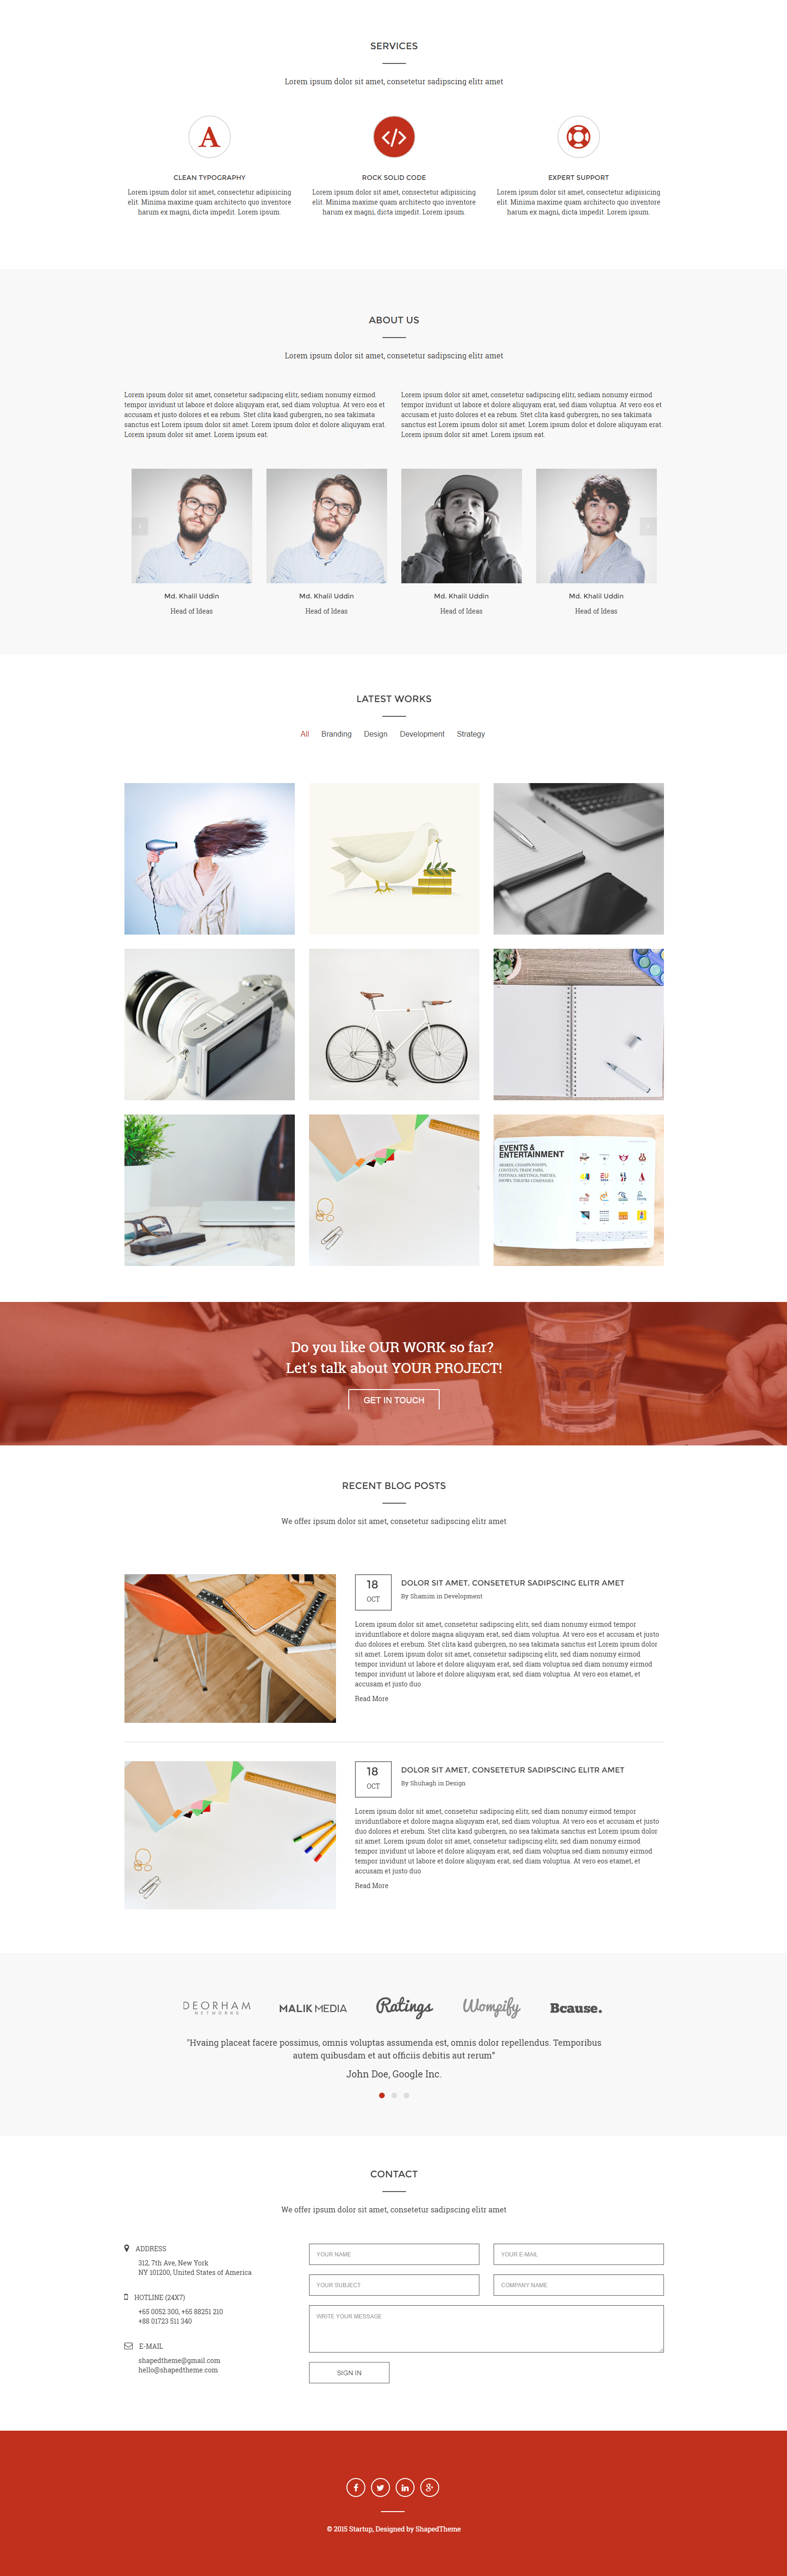 SERVICES
Lorem ipsum dolor sit amet, consetetur sadipscing elitr amet
A
CLEAN TYPOGRAPHY
Lorem ipsum dolor sit amet, consectetur adipisicing
elit. Minima maxime quam architecto quo inventore
harum ex magni, dicta impedit. Lorem ipsum.
</>
ROCK SOLID CODE
Lorem ipsum dolor sit amet, consectetur adipisicing
elit. Minima maxime quam architecto quo inventore
harum ex magni, dicta impedit. Lorem ipsum.
EXPERT SUPPORT
Lorem ipsum dolor sit amet, consectetur adipisicing
elit. Minima maxime quam architecto quo inventore
harum ex magni, dicta impedit. Lorem ipsum.
ABOUT US
Lorem ipsum dolor sit amet, consetetur sadipscing elitr amet
Lorem ipsum dolor sit amet, consetetur sadipscing elitr, sediam nonumy eirmod
tempor invidunt ut labore et dolore aliquyam erat, sed diam voluptua. At vero eos et
accusam et justo dolores et ea rebum. Stet clita kasd gubergren, no sea takimata
sanctus est Lorem ipsum dolor sit amet. Lorem ipsum dolor et dolore aliquyam erat.
Lorem ipsum dolor sit amet. Lorem ipsum eat.
Lorem ipsum dolor sit amet, consetetur sadipscing elitr, sediam nonumy eirmod
tempor invidunt ut labore et dolore aliquyam erat, sed diam voluptua. At vero eos et
accusam et justo dolores et ea rebum. Stet clita kasd gubergren, no sea takimata
sanctus est Lorem ipsum dolor sit amet. Lorem ipsum dolor et dolore aliquyam erat.
Lorem ipsum dolor sit amet. Lorem ipsum eat.
Md. Khalil Uddin
Head of Ideas
Md. Khalil Uddin
Head of Ideas
Md. Khalil Uddin
Head of Ideas
Md. Khalil Uddin
Head of Ideas
LATEST WORKS
All Branding Design Development Strategy
EVENTS &
ENTERTAINMENT
AWARDS, CHAMPIONSHIPS,
CONTESTS, TRADE FAIRS,
FESTIVALS, MEETINGS, PARTIES,
SHOWS, THEATRE COMPANIES
Do you like OUR WORK so far?
Let's talk about YOUR PROJECT!
GET IN TOUCH
RECENT BLOG POSTS
We offer ipsum dolor sit amet, consetetur sadipscing elitr amet
18
OCT
DOLOR SIT AMET, CONSETETUR SADIPSCING ELITR AMET
By Shamim in Development
Lorem ipsum dolor sit amet, consetetur sadipscing elitr, sed diam nonumy eirmod tempor
inviduntlabore et dolore magna aliquyam erat, sed diam voluptua. At vero eos et accusam et justo
duo dolores et erebum. Stet clita kasd gubergren, no sea takimata sanctus est Lorem ipsum dolor
sit amet. Lorem ipsum dolor sit amet, consetetur sadipscing elitr, sed diam nonumy eirmod
tempor invidunt ut labore et dolore aliquyam erat, sed diam voluptua.sed diam nonumy eirmod
tempor invidunt ut labore et dolore aliquyam erat, sed diam voluptua. At vero eos etamet, et
accusam et justo duo
Read More
18
OCT
DOLOR SIT AMET, CONSETETUR SADIPSCING ELITR AMET
By Shuhagh in Design
Lorem ipsum dolor sit amet, consetetur sadipscing elitr, sed diam nonumy eirmod tempor
inviduntlabore et dolore magna aliquyam erat, sed diam voluptua. At vero eos et accusam et justo
duo dolores et erebum. Stet clita kasd gubergren, no sea takimata sanctus est Lorem ipsum dolor
sit amet. Lorem ipsum dolor sit amet, consetetur sadipscing elitr, sed diam nonumy eirmod
tempor invidunt ut labore et dolore aliquyam erat, sed diam voluptua.sed diam nonumy eirmod
tempor invidunt ut labore et dolore aliquyam erat, sed diam voluptua. At vero eos etamet, et
accusam et justo duo
Read More
DEORHAM
NETWORKS
MALIK MEDIA
Ratings
Wompify
Bcause.
"Hvaing placeat facere possimus, omnis voluptas assumenda est, omnis dolor repellendus. Temporibus
autem quibusdam et aut officiis debitis aut rerum"
John Doe, Google Inc.
CONTACT
We offer ipsum dolor sit amet, consetetur sadipscing elitr amet
ADDRESS
312, 7th Ave, New York
NY 101200, United States of America
HOTLINE (24X7)
+65 0052 300, +65 88251 210
+88 01723 511 340
E-MAIL
shapedtheme@gmail.com
hello@shapedtheme.com
YOUR NAME
YOUR E-MAIL
YOUR SUBJECT
COMPANY NAME
WRITE YOUR MESSAGE
SIGN IN
© 2015 Startup, Designed by ShapedTheme